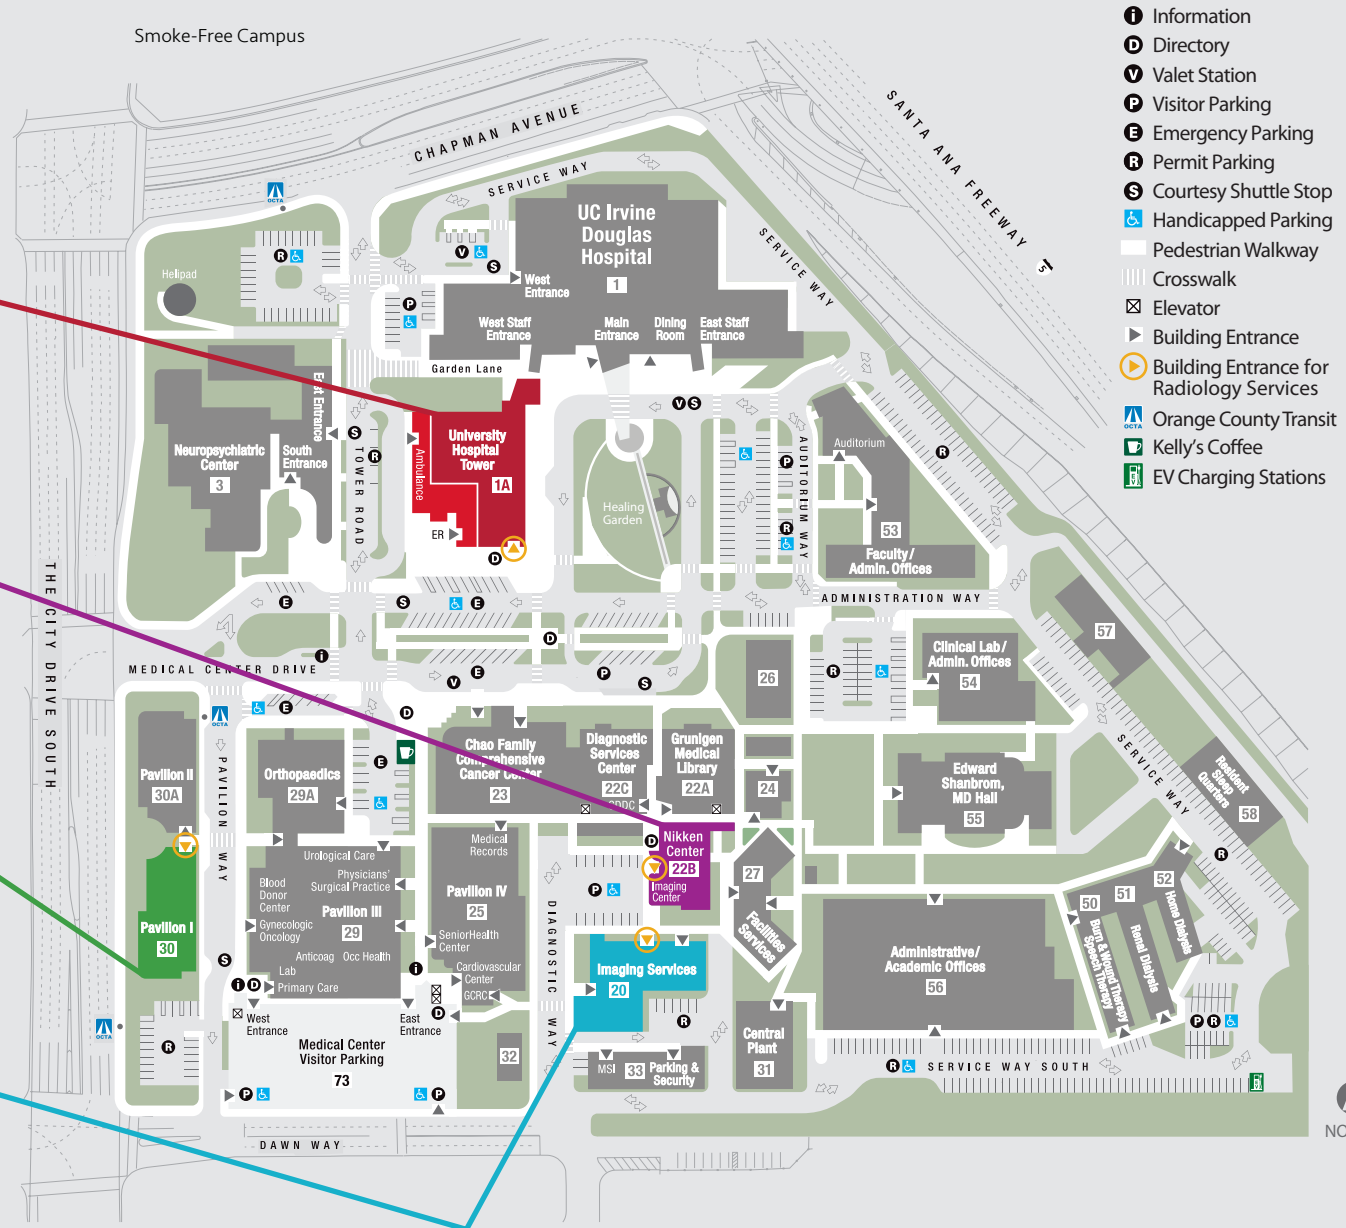 Smoke-Free Campus
i Information
D Directory
V Valet Station
P Visitor Parking
E Emergency Parking
R Permit Parking
S Courtesy Shuttle Stop
Handicapped Parking
Pedestrian Walkway
Crosswalk
Elevator
Building Entrance
Building Entrance for
Radiology Services
OCTA Orange County Transit
Kelly's Coffee
EV Charging Stations
CHAPMAN AVENUE
SANTA ANA FREEWAY
5
SERVICE WAY
SERVICE WAY
OCTA
R
V
S
P
Helipad
UC Irvine
Douglas
Hospital
1
West
Entrance
West Staff
Entrance
Main
Entrance
Dining
Room
East Staff
Entrance
Garden Lane
V S
Neuropsychiatric
Center
3
East Entrance
South
Entrance
S
R
TOWER ROAD
University
Hospital
Tower
1A
Ambulance
ER
D
Healing
Garden
P
R
AUDITORIUM WAY
Auditorium
53
Faculty/
Admin. Offices
R
ADMINISTRATION WAY
E
S
E
D
i
MEDICAL CENTER DRIVE
THE CITY DRIVE SOUTH
E
V
P
S
E
D
OCTA
26
R
Clinical Lab/
Admin. Offices
54
57
SERVICE WAY
Resident
Sleep
Quarters
58
R
Pavilion II
30A
PAVILION WAY
Orthopaedics
29A
E
Chao Family
Comprehensive
Cancer Center
23
Diagnostic
Services
Center
22C
CDDC
Grunigen
Medical
Library
22A
24
Edward
Shanbrom,
MD Hall
55
Pavilion I
30
Urological Care
Physicians'
Surgical Practice
Blood
Donor
Center
Pavilion III
29
Gynecologic
Oncology
Anticoag
Occ Health
Lab
Primary Care
Medical
Records
Pavilion IV
25
SeniorHealth
Center
Cardiovascular
Center
GCRC
D
Nikken
Center
22B
Imaging
Center
P
DIAGNOSTIC WAY
27
Facilities
Services
Administrative/
Academic Offices
56
50
51
52
Burn & Wound Therapy
Speech Therapy
Renal Dialysis
Home Dialysis
Imaging Services
20
R
S
i D
West
Entrance
i
East
Entrance
D
OCTA
R
Medical Center
Visitor Parking
73
P
P
32
MSI
33
Parking &
Security
Central
Plant
31
R
SERVICE WAY SOUTH
P R
DAWN WAY